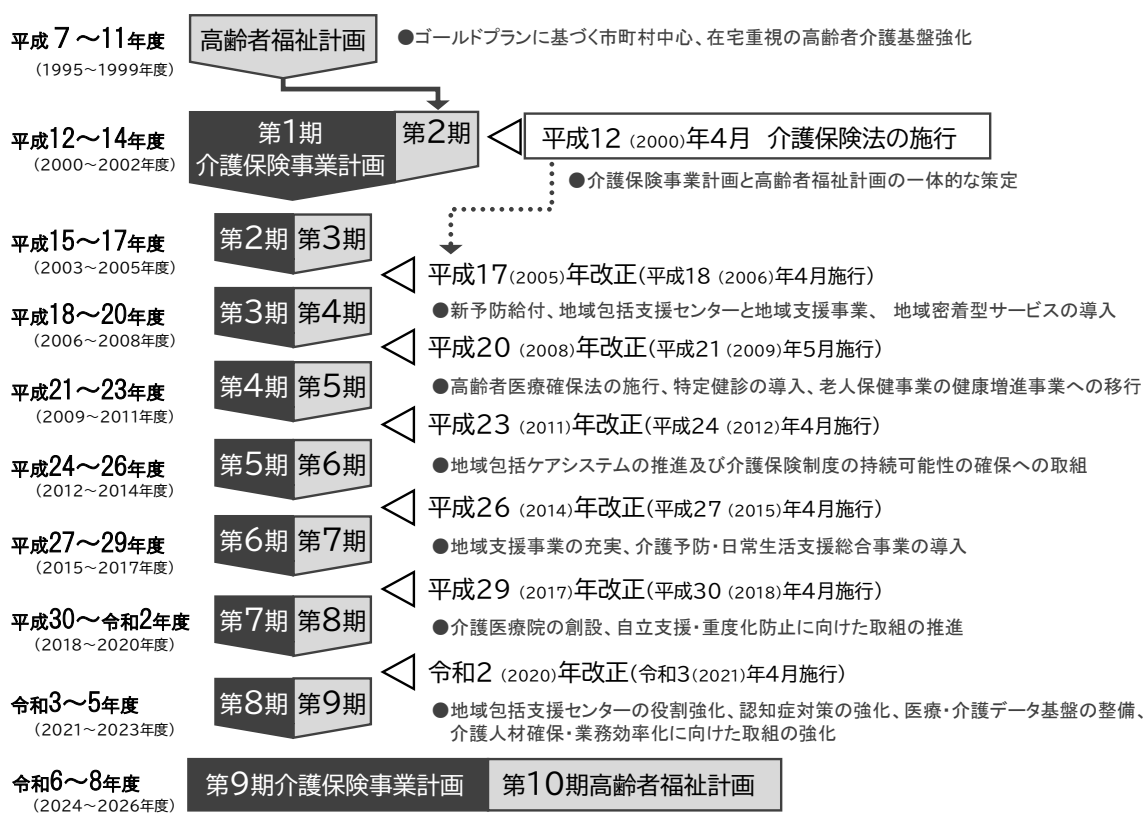 平成7～11年度
(1995～1999年度)
高齢者福祉計画
●ゴールドプランに基づく市町村中心、在宅重視の高齢者介護基盤強化
平成12～14年度
(2000～2002年度)
第1期
介護保険事業計画
第2期
平成12 (2000)年4月 介護保険法の施行
●介護保険事業計画と高齢者福祉計画の一体的な策定
平成15～17年度
(2003～2005年度)
第2期 第3期
平成17(2005)年改正(平成18 (2006)年4月施行)
●新予防給付、地域包括支援センターと地域支援事業、 地域密着型サービスの導入
平成18～20年度
(2006～2008年度)
第3期 第4期
平成20 (2008)年改正(平成21 (2009)年5月施行)
●高齢者医療確保法の施行、特定健診の導入、老人保健事業の健康増進事業への移行
平成21～23年度
(2009～2011年度)
第4期 第5期
平成23 (2011)年改正(平成24 (2012)年4月施行)
●地域包括ケアシステムの推進及び介護保険制度の持続可能性の確保への取組
平成24～26年度
(2012～2014年度)
第5期 第6期
平成26 (2014)年改正(平成27 (2015)年4月施行)
●地域支援事業の充実、介護予防・日常生活支援総合事業の導入
平成27～29年度
(2015～2017年度)
第6期 第7期
平成29 (2017)年改正(平成30 (2018)年4月施行)
●介護医療院の創設、自立支援・重度化防止に向けた取組の推進
平成30～令和2年度
(2018～2020年度)
第7期 第8期
令和2 (2020)年改正(令和3(2021)年4月施行)
●地域包括支援センターの役割強化、認知症対策の強化、医療・介護データ基盤の整備、
介護人材確保・業務効率化に向けた取組の強化
令和3～5年度
(2021～2023年度)
第8期 第9期
令和6～8年度
(2024～2026年度)
第9期介護保険事業計画 第10期高齢者福祉計画